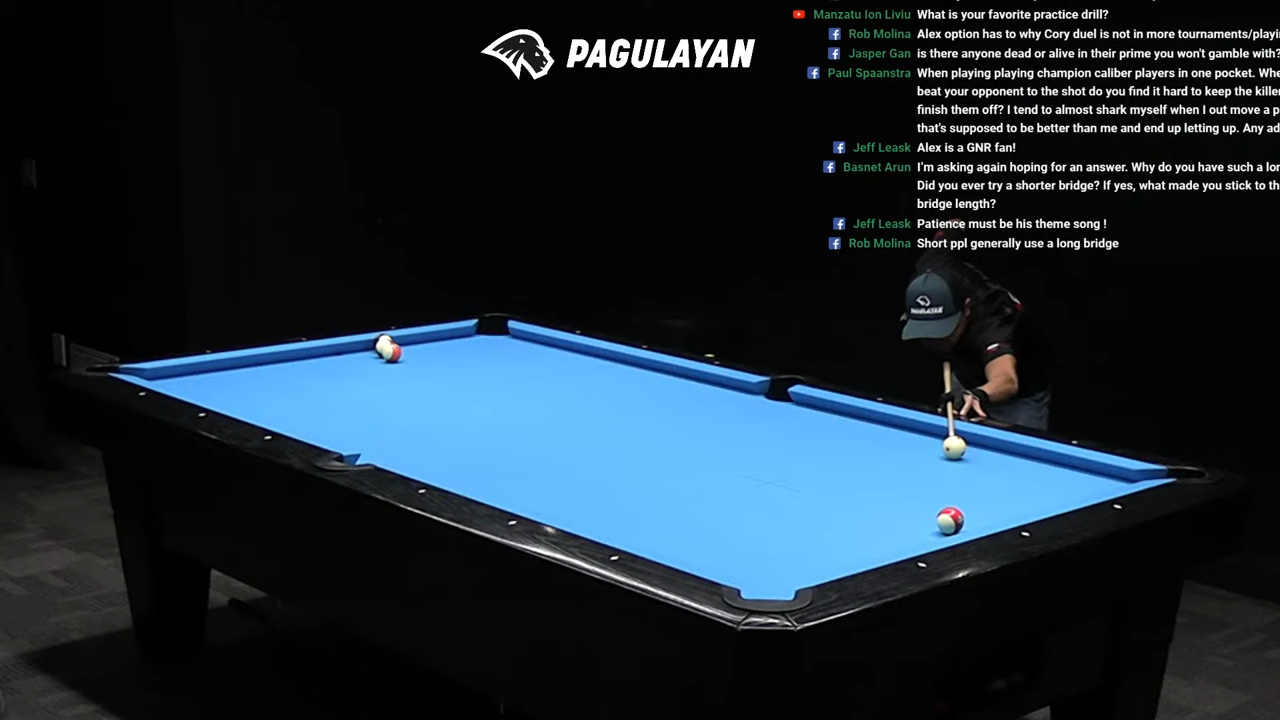 PAGULAYAN
Manzatu Ion Liviu What is your favorite practice drill?
Rob Molina Alex option has to why Cory duel is not in more tournaments/playi
Jasper Gan is there anyone dead or alive in their prime you won't gamble with?
Paul Spaanstra When playing playing champion caliber players in one pocket. Whe
beat your opponent to the shot do you find it hard to keep the killer
finish them off? I tend to almost shark myself when I out move a p
that's supposed to be better than me and end up letting up. Any ad
Jeff Leask Alex is a GNR fan!
Basnet Arun I'm asking again hoping for an answer. Why do you have such a lon
Did you ever try a shorter bridge? If yes, what made you stick to th
bridge length?
Jeff Leask Patience must be his theme song !
Rob Molina Short ppl generally use a long bridge
PAGULAYAN